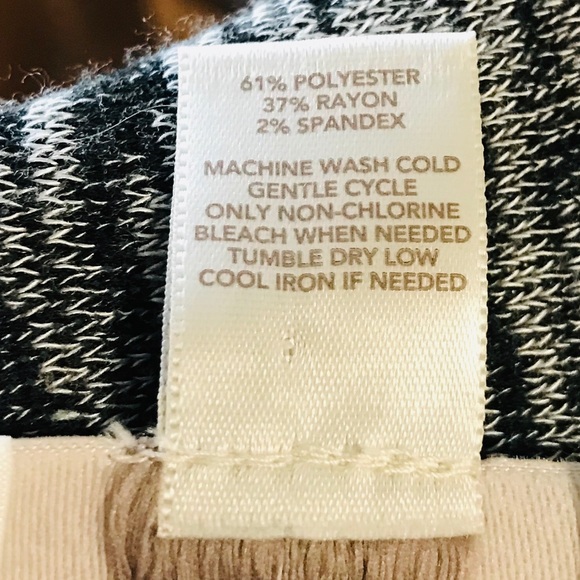 61% POLYESTER
37% RAYON
2% SPANDEX
MACHINE WASH COLD
GENTLE CYCLE
ONLY NON-CHLORINE
BLEACH WHEN NEEDED
TUMBLE DRY LOW
COOL IRON IF NEEDED